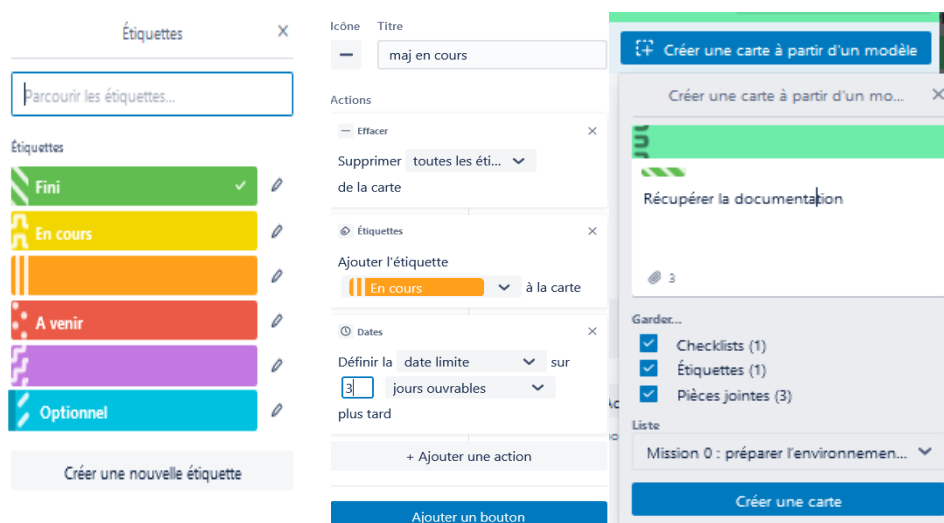 Étiquettes
Parcourir les étiquettes...
Étiquettes
Fini
En cours
A venir
Optionnel
Créer une nouvelle étiquette
Icône Titre
maj en cours
Actions
Effacer
Supprimer toutes les éti...
de la carte
Étiquettes
Ajouter l'étiquette
En cours à la carte
Dates
Définir la date limite sur
3 jours ouvrables
plus tard
+ Ajouter une action
Ajouter un bouton
Créer une carte à partir d'un modèle
Créer une carte à partir d'un mo...
Récupérer la documentation
3
Garder...
Checklists (1)
Étiquettes (1)
Pièces jointes (3)
Liste
Mission 0 : préparer l'environnemen...
Créer une carte